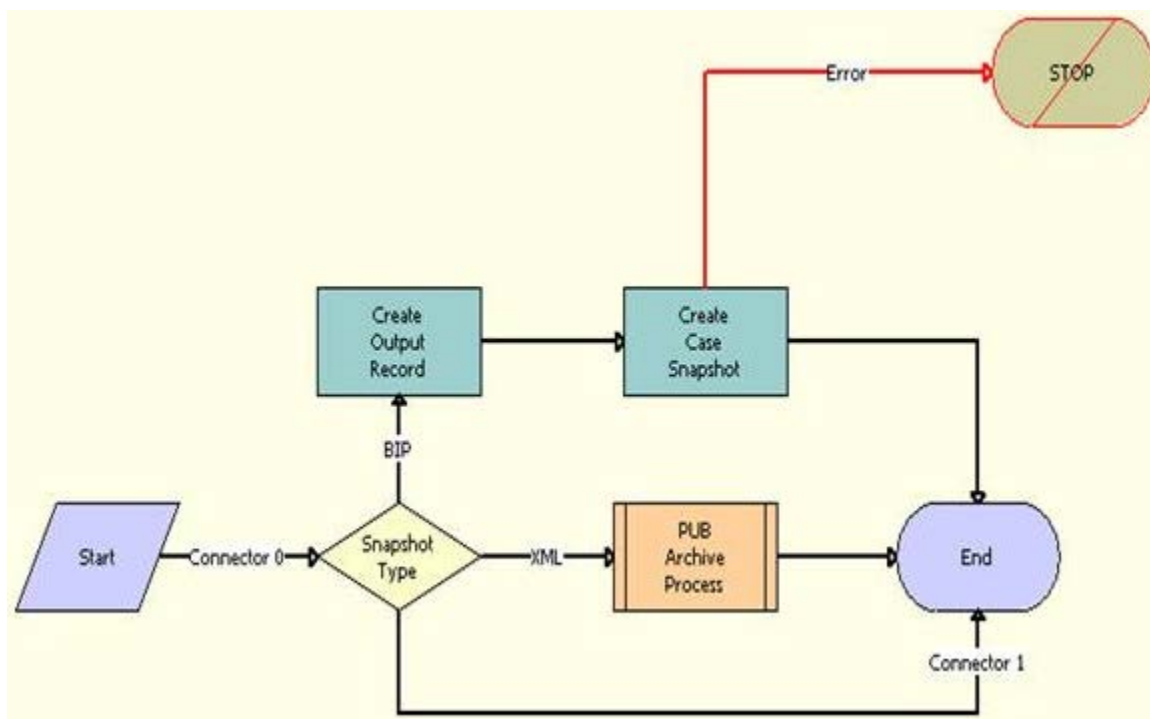 Error
STOP
Create
Output
Record
Create
Case
Snapshot
BIP
Start
Connector 0
Snapshot
Type
XML
PUB
Archive
Process
End
Connector 1